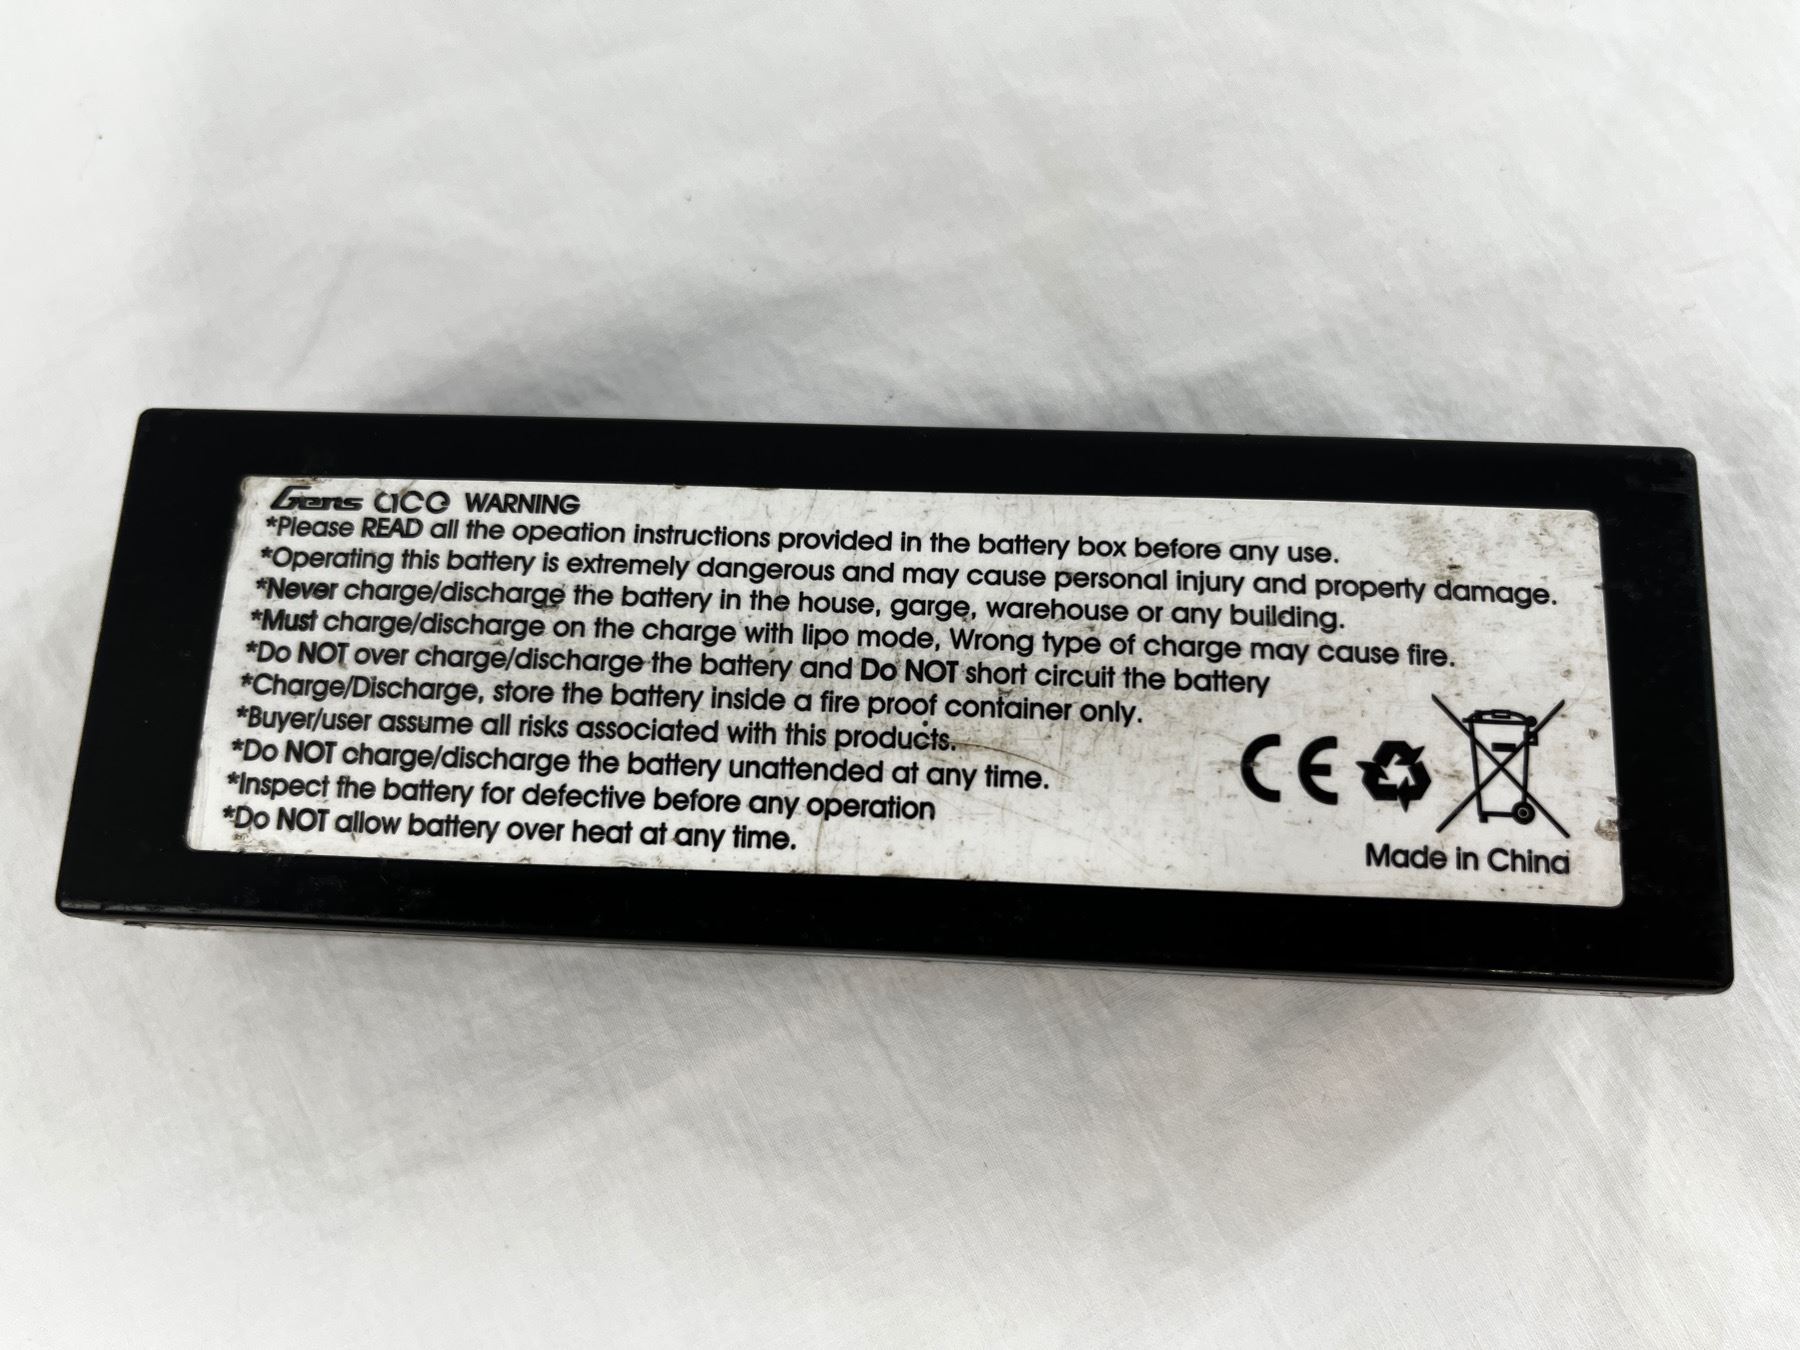 Gens ace WARNING
*Please READ all the opeation instructions provided in the battery box before any use.
*Operating this battery is extremely dangerous and may cause personal injury and property damage.
*Never charge/discharge the battery in the house, garge, warehouse or any building.
*Must charge/discharge on the charge with lipo mode, Wrong type of charge may cause fire.
*Do NOT over charge/discharge the battery and Do NOT short circuit the battery
*Charge/Discharge, store the battery inside a fire proof container only.
*Buyer/user assume all risks associated with this products.
*Do NOT charge/discharge the battery unattended at any time.
*Inspect the battery for defective before any operation
*Do NOT allow battery over heat at any time.
CE
Made in China